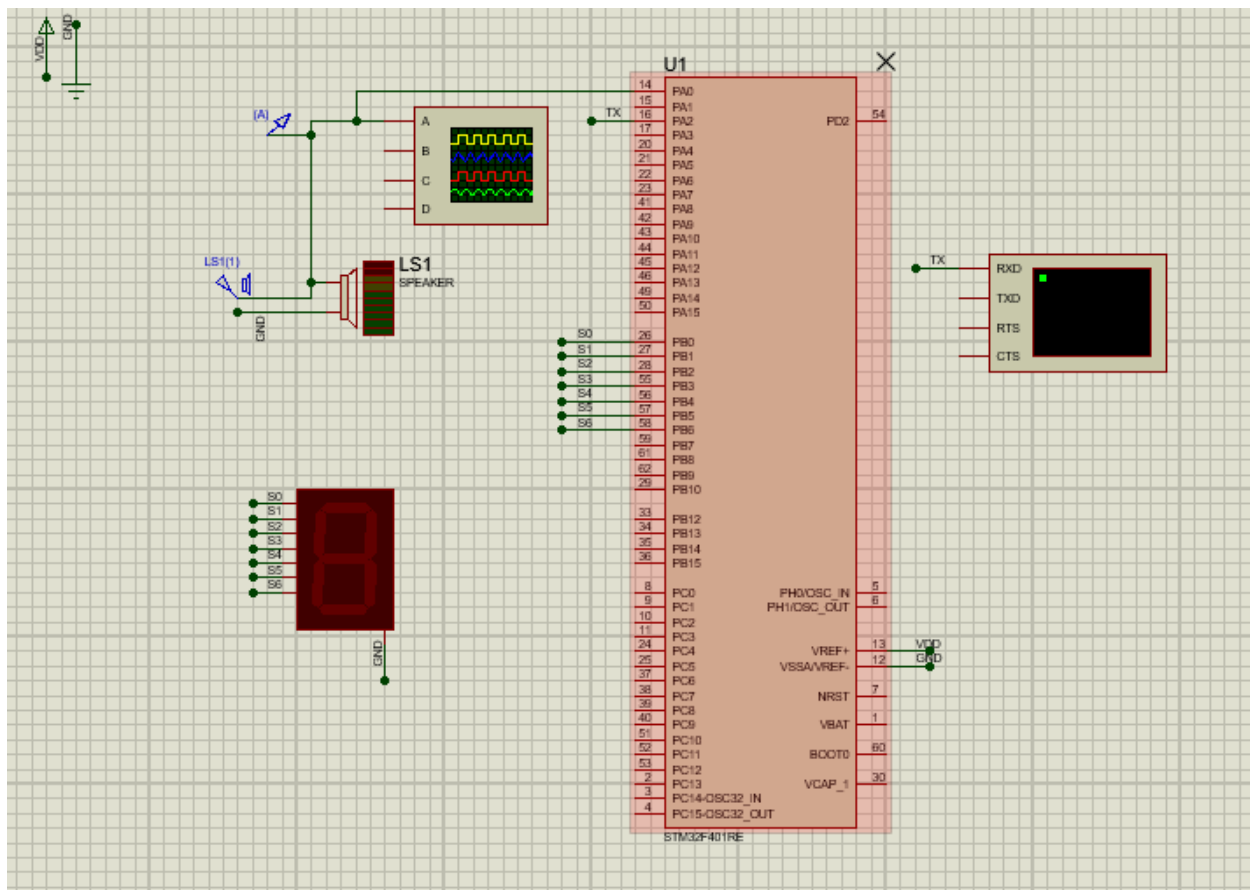 VDD
GND
(A)
A
B
C
D
LS1(1)
LS1
SPEAKER
GND
TX
S0
S1
S2
S3
S4
S5
S6
S0
S1
S2
S3
S4
S5
S6
GND
U1
14 PA0
15 PA1
16 PA2
17 PA3
20 PA4
21 PA5
22 PA6
23 PA7
41 PA8
42 PA9
43 PA10
44 PA11
45 PA12
46 PA13
49 PA14
50 PA15
26 PB0
27 PB1
28 PB2
55 PB3
56 PB4
57 PB5
58 PB6
59 PB7
61 PB8
62 PB9
29 PB10
33 PB12
34 PB13
35 PB14
36 PB15
8 PC0
9 PC1
10 PC2
11 PC3
24 PC4
25 PC5
37 PC6
38 PC7
39 PC8
40 PC9
51 PC10
52 PC11
53 PC12
2 PC13
3 PC14-OSC32_IN
4 PC15-OSC32_OUT
STM32F401RE
PD2 54
PH0/OSC_IN 5
PH1/OSC_OUT 6
VREF+ 13 VDD
VSSA/VREF- 12 GND
NRST 7
VBAT 1
BOOT0 60
VCAP_1 30
TX
RXD
TXD
RTS
CTS